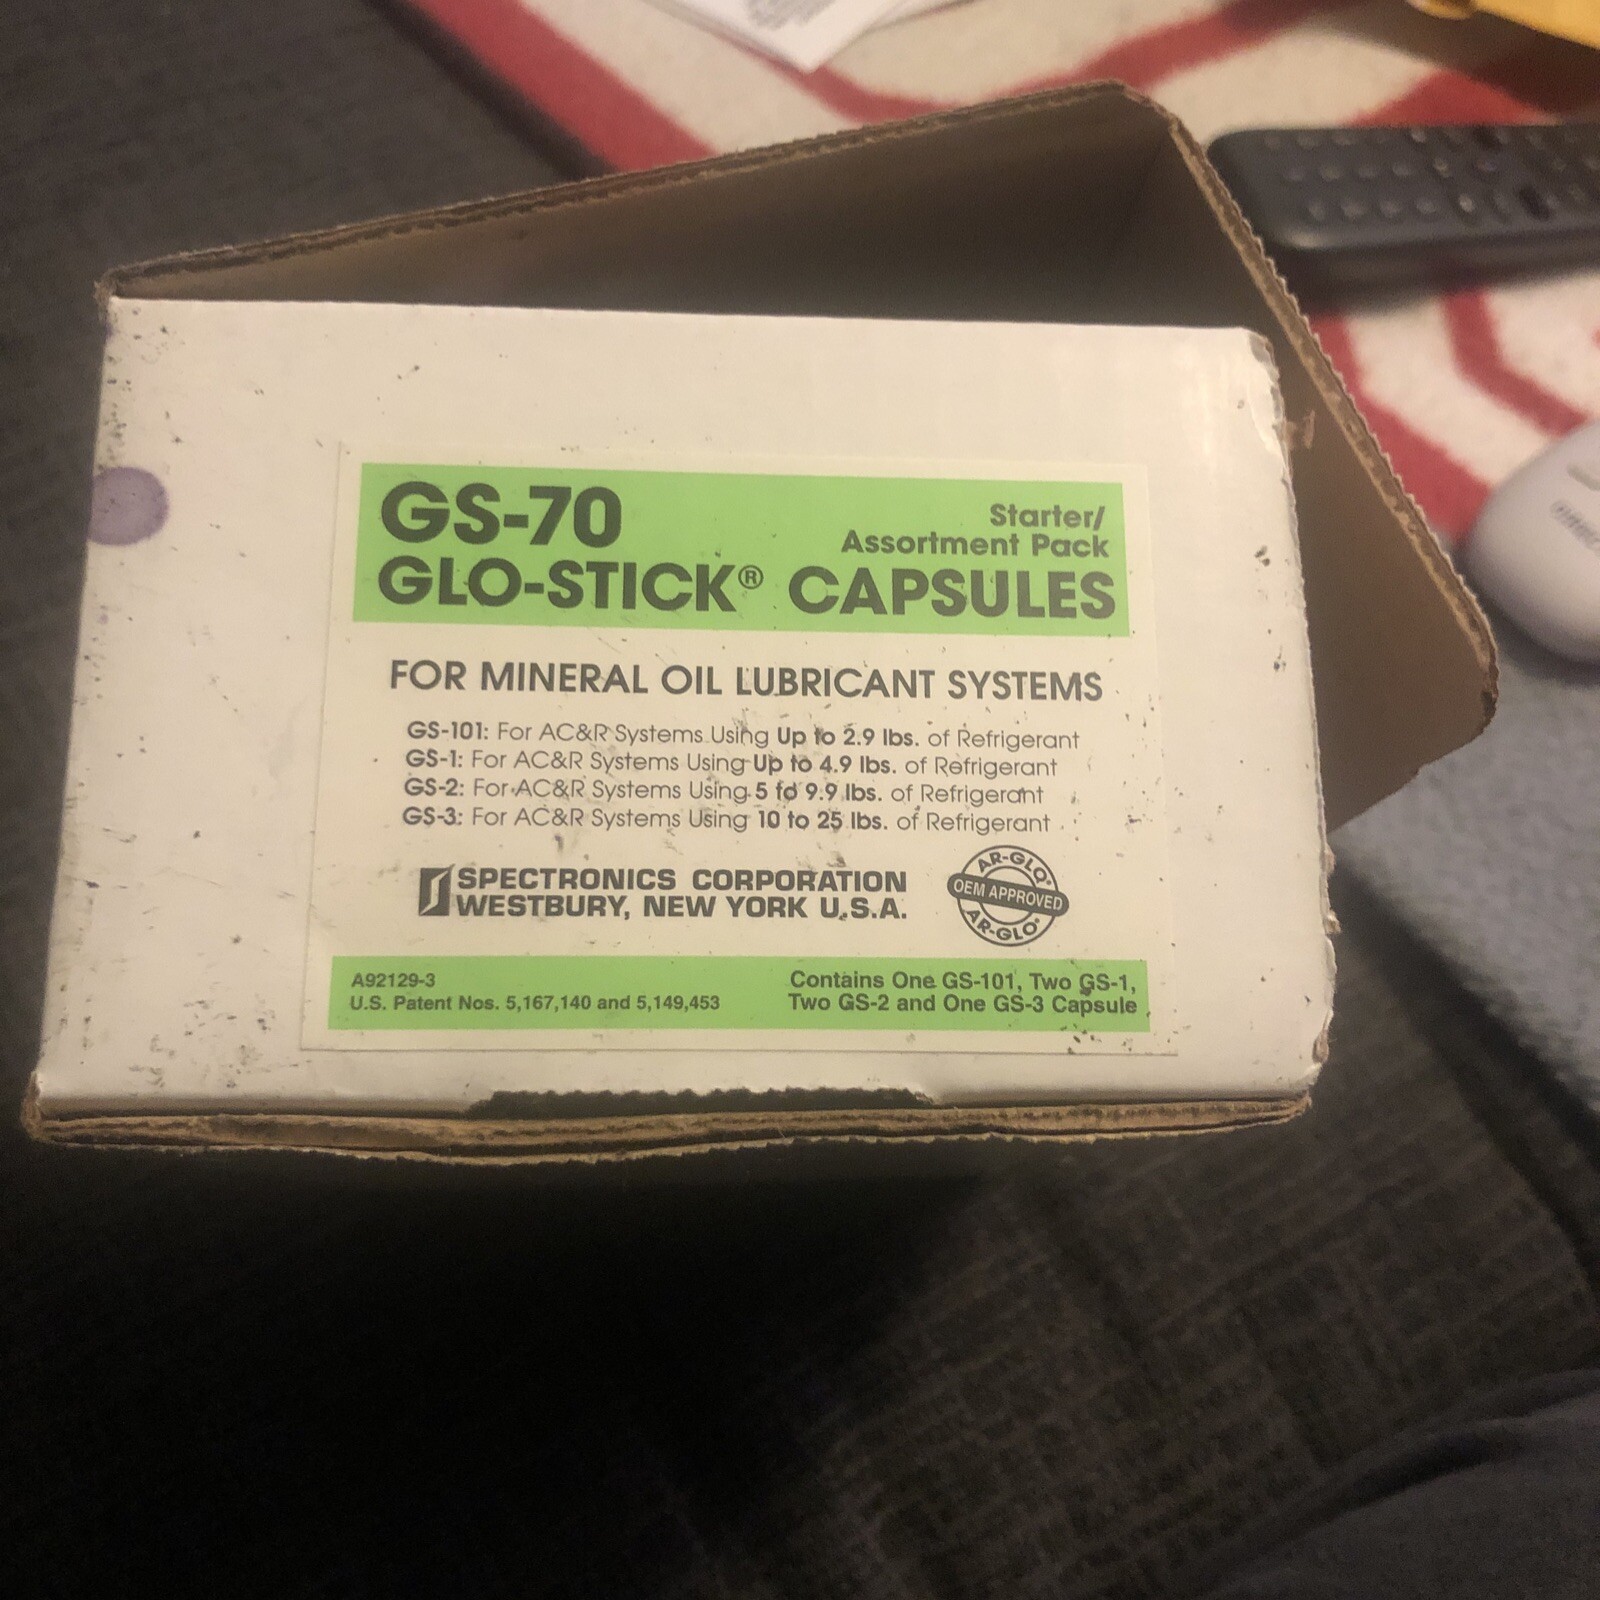 GS-70
Starter/
Assortment Pack
GLO-STICK® CAPSULES
FOR MINERAL OIL LUBRICANT SYSTEMS
GS-101: For AC&R Systems Using Up to 2.9 lbs. of Refrigerant
GS-1: For AC&R Systems Using Up to 4.9 lbs. of Refrigerant
GS-2: For AC&R Systems Using 5 to 9.9 lbs. of Refrigerant
GS-3: For AC&R Systems Using 10 to 25 lbs. of Refrigerant
SPECTRONICS CORPORATION
WESTBURY, NEW YORK U.S.A.
AR-GLO®
OEM APPROVED
AR-GLO®
A92129-3
U.S. Patent Nos. 5,167,140 and 5,149,453
Contains One GS-101, Two GS-1,
Two GS-2 and One GS-3 Capsule